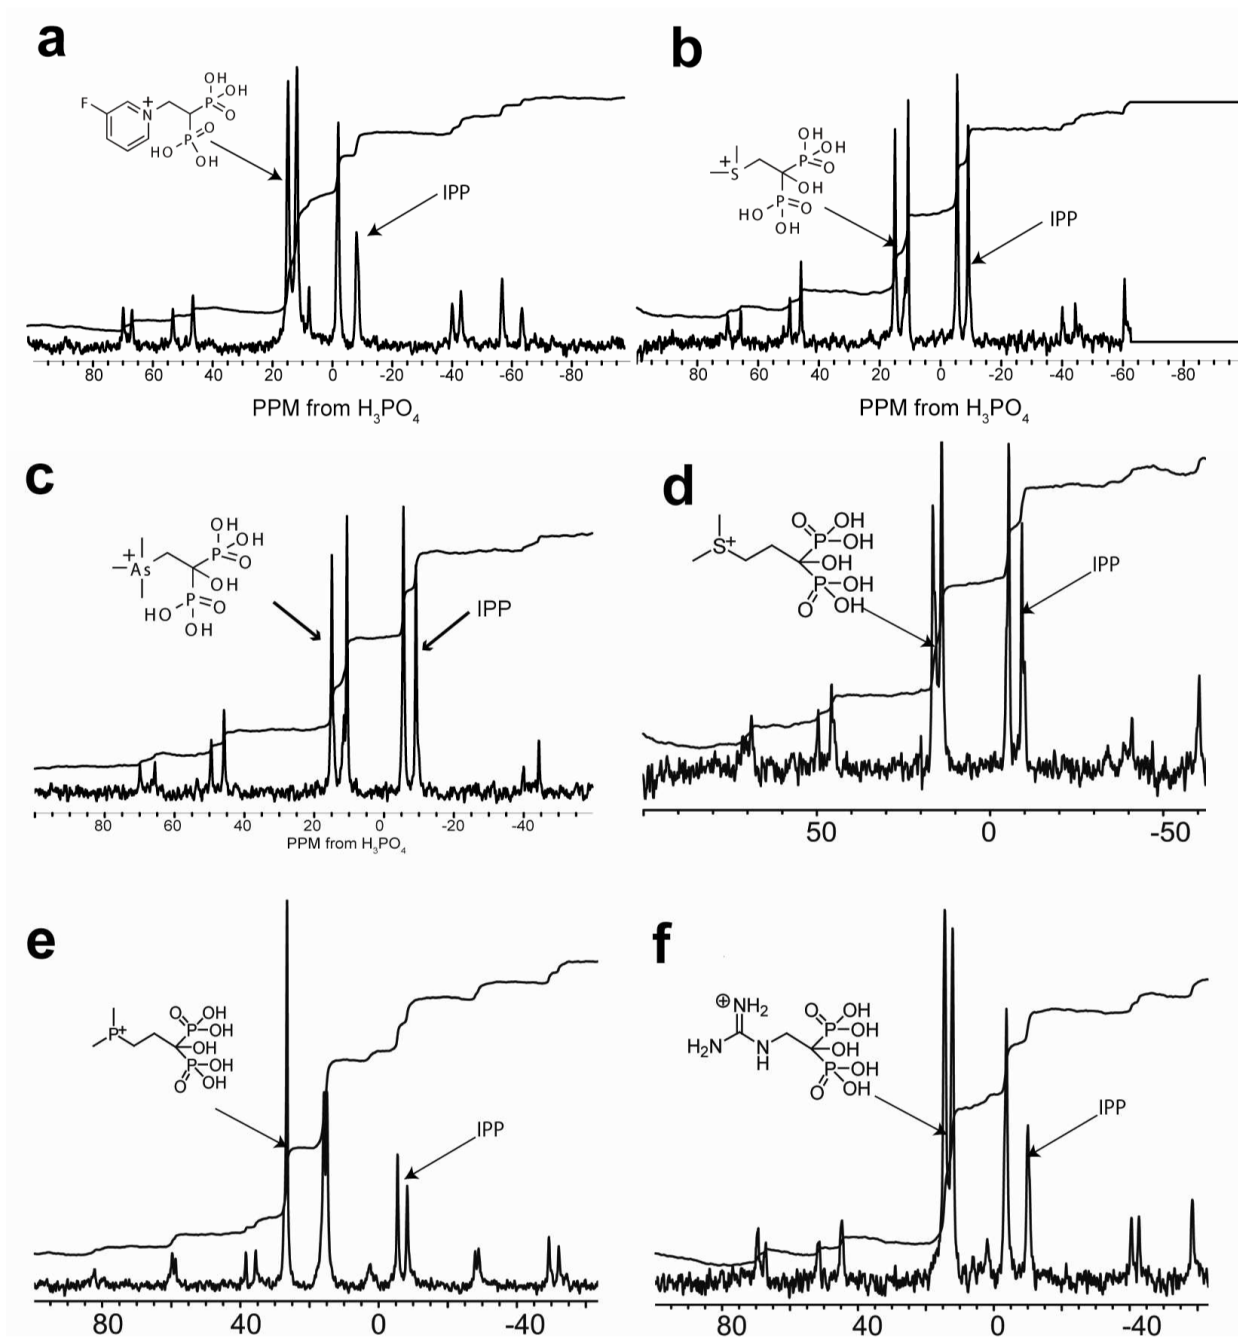 a
OH
F
N+
P
OH
O
P
O
HO
OH
IPP
80 60 40 20 0 -20 -40 -60 -80
PPM from H3PO4
b
OH
+
S
P
OH
O
OH
HO
P
O
OH
IPP
80 60 40 20 0 -20 -40 -60 -80
PPM from H3PO4
c
OH
+
As
P
OH
O
OH
HO
P
O
OH
IPP
80 60 40 20 0 -20 -40
PPM from H3PO4
d
O
OH
S+
P
OH
OH
P
OH
O
OH
IPP
50 0 -50
e
O
OH
P+
P
OH
OH
P
OH
O
OH
IPP
80 40 0 -40
f
⊕
NH2
O
OH
P
OH
H2N
N
H
OH
P
OH
O
OH
IPP
80 40 0 -40